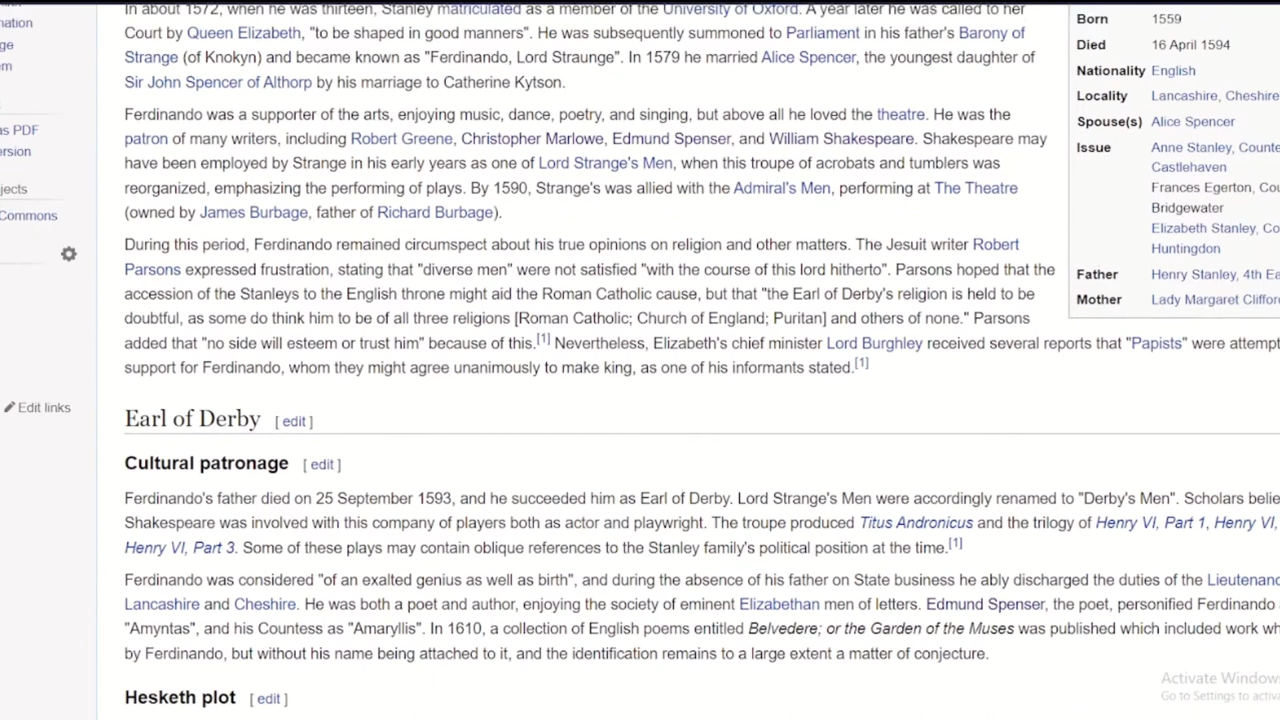 nation
ge
m
as PDF
ersion
jects
Commons
Edit links
In about 1572, when he was thirteen, Stanley matriculated as a member of the University of Oxford. A year later he was called to her
Court by Queen Elizabeth, "to be shaped in good manners". He was subsequently summoned to Parliament in his father's Barony of
Strange (of Knokyn) and became known as "Ferdinando, Lord Straunge". In 1579 he married Alice Spencer, the youngest daughter of
Sir John Spencer of Althorp by his marriage to Catherine Kytson.
Ferdinando was a supporter of the arts, enjoying music, dance, poetry, and singing, but above all he loved the theatre. He was the
patron of many writers, including Robert Greene, Christopher Marlowe, Edmund Spenser, and William Shakespeare. Shakespeare may
have been employed by Strange in his early years as one of Lord Strange's Men, when this troupe of acrobats and tumblers was
reorganized, emphasizing the performing of plays. By 1590, Strange's was allied with the Admiral's Men, performing at The Theatre
(owned by James Burbage, father of Richard Burbage).
During this period, Ferdinando remained circumspect about his true opinions on religion and other matters. The Jesuit writer Robert
Parsons expressed frustration, stating that "diverse men" were not satisfied "with the course of this lord hitherto". Parsons hoped that the
accession of the Stanleys to the English throne might aid the Roman Catholic cause, but that "the Earl of Derby's religion is held to be
doubtful, as some do think him to be of all three religions [Roman Catholic; Church of England; Puritan] and others of none." Parsons
added that "no side will esteem or trust him" because of this.[1] Nevertheless, Elizabeth's chief minister Lord Burghley received several reports that "Papists" were attempt
support for Ferdinando, whom they might agree unanimously to make king, as one of his informants stated.[1]
Earl of Derby [ edit ]
Cultural patronage [ edit ]
Ferdinando's father died on 25 September 1593, and he succeeded him as Earl of Derby. Lord Strange's Men were accordingly renamed to "Derby's Men". Scholars belie
Shakespeare was involved with this company of players both as actor and playwright. The troupe produced Titus Andronicus and the trilogy of Henry VI, Part 1, Henry VI,
Henry VI, Part 3. Some of these plays may contain oblique references to the Stanley family's political position at the time.[1]
Ferdinando was considered "of an exalted genius as well as birth", and during the absence of his father on State business he ably discharged the duties of the Lieutenanc
Lancashire and Cheshire. He was both a poet and author, enjoying the society of eminent Elizabethan men of letters. Edmund Spenser, the poet, personified Ferdinando
"Amyntas", and his Countess as "Amaryllis". In 1610, a collection of English poems entitled Belvedere; or the Garden of the Muses was published which included work wh
by Ferdinando, but without his name being attached to it, and the identification remains to a large extent a matter of conjecture.
Hesketh plot [ edit ]
Born 1559
Died 16 April 1594
Nationality English
Locality Lancashire, Cheshire
Spouse(s) Alice Spencer
Issue Anne Stanley, Counte
Castlehaven
Frances Egerton, Cou
Bridgewater
Elizabeth Stanley, Co
Huntingdon
Father Henry Stanley, 4th Ea
Mother Lady Margaret Cliffor
Activate Windows
Go to Settings to activa